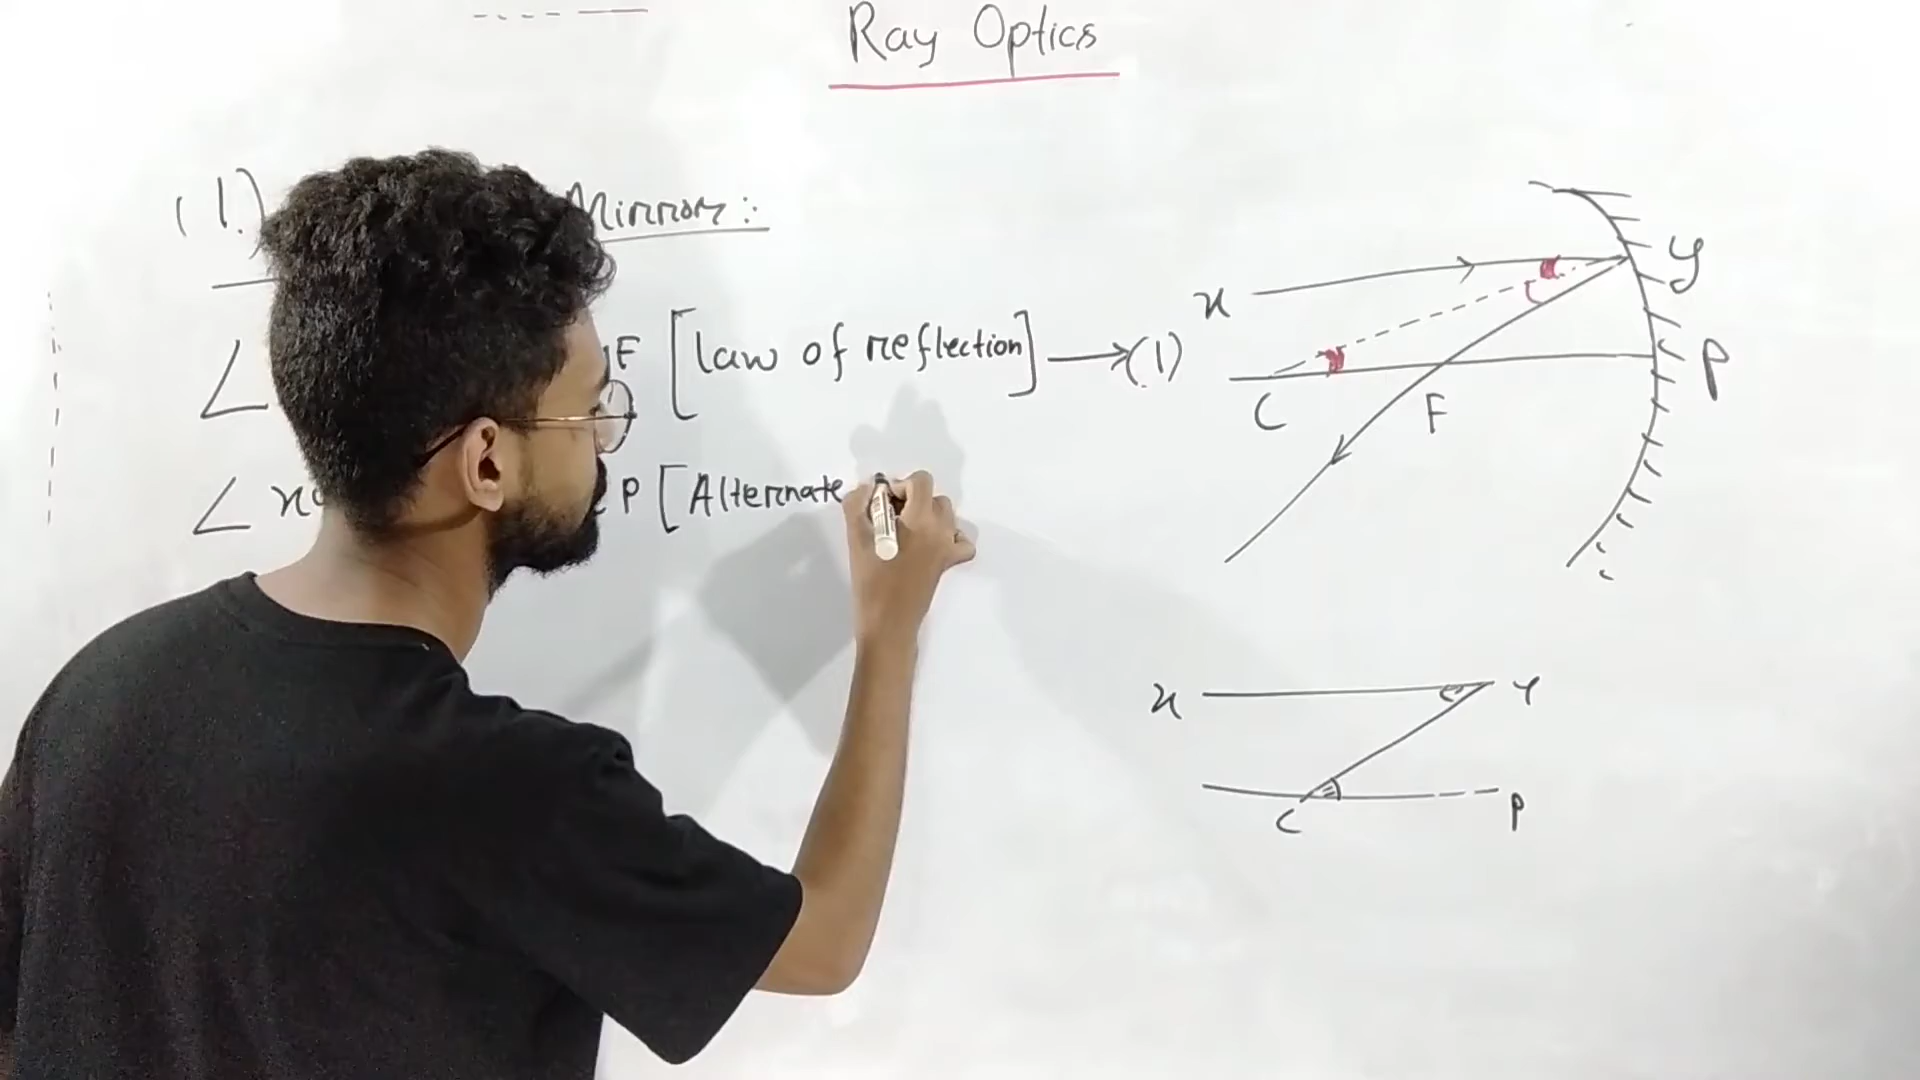 Ray Optics
(1.) Mirror :
∠ F [law of reflection] → (1)
∠ x P [Alternate
x
y
C
F
P
x
Y
C
P